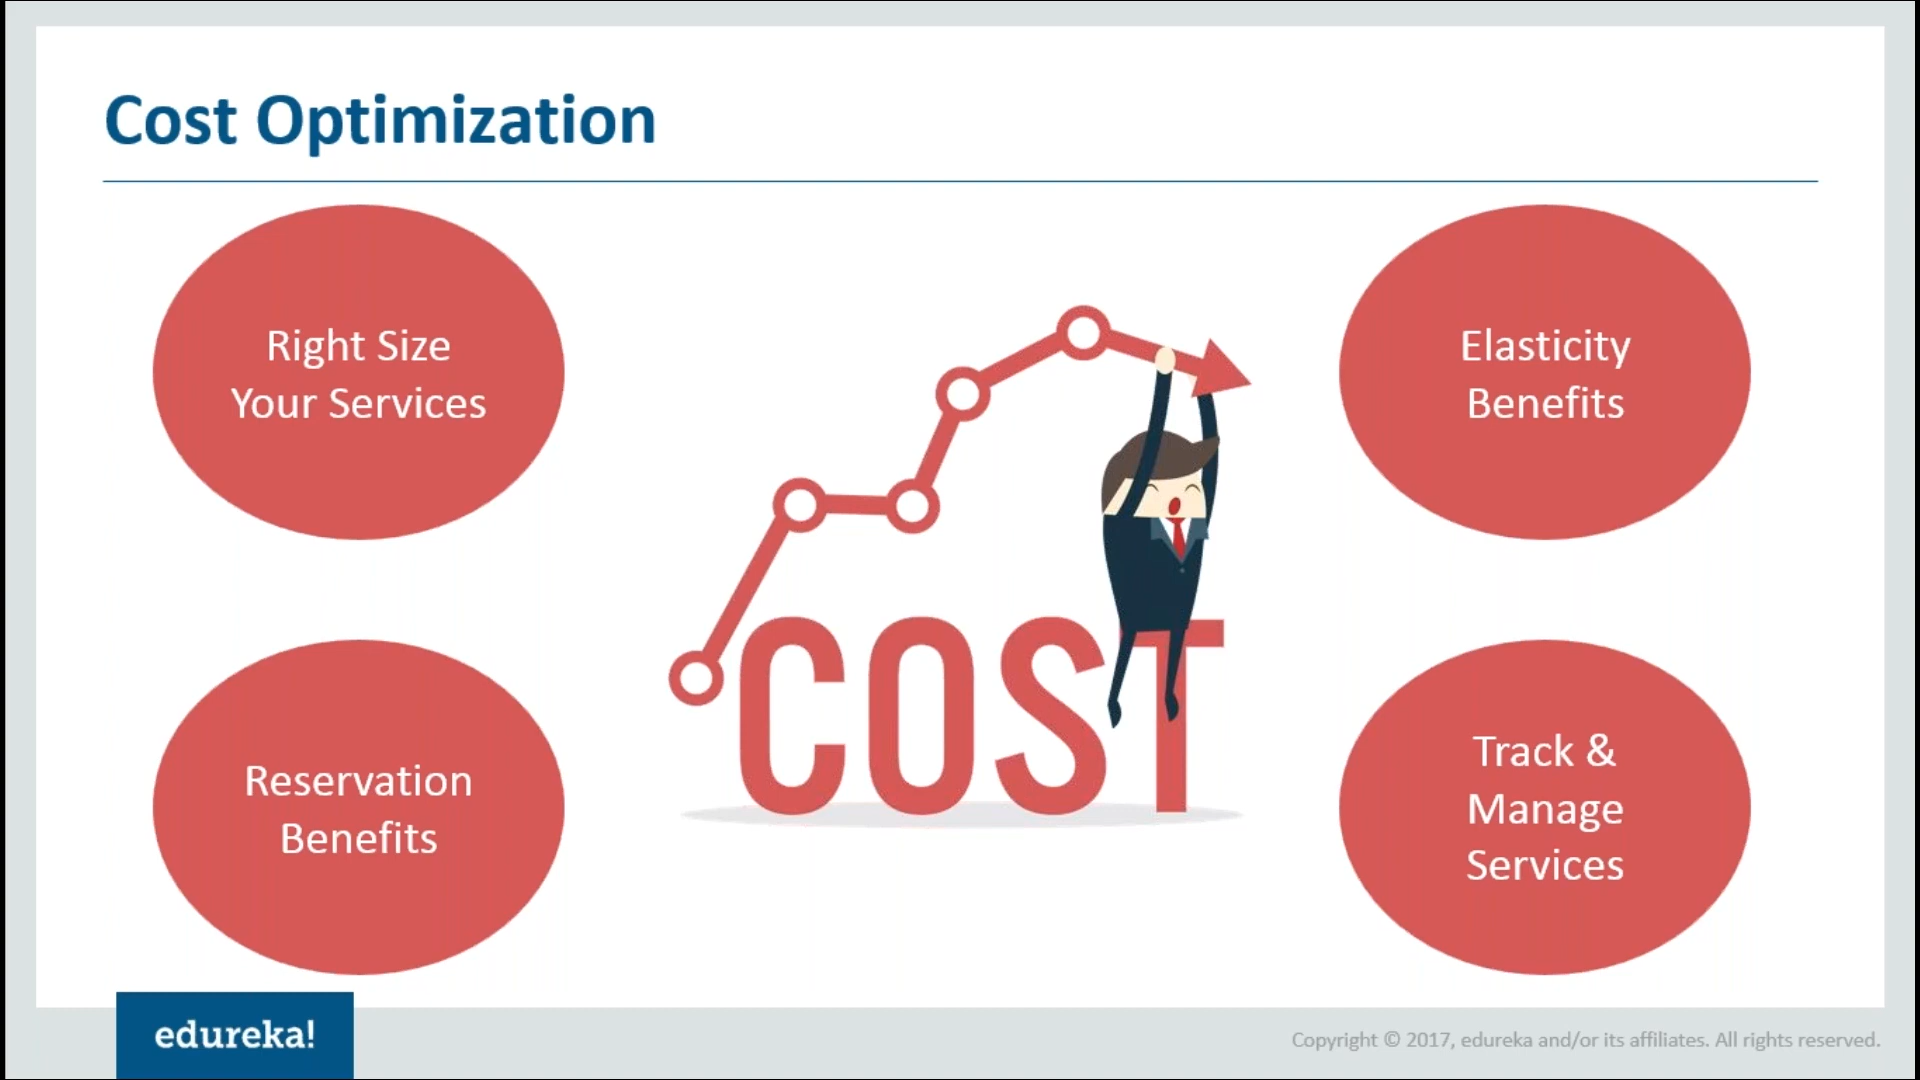 Cost Optimization
Right Size
Your Services
Elasticity
Benefits
COST
Reservation
Benefits
Track &
Manage
Services
edureka!
Copyright © 2017, edureka and/or its affiliates. All rights reserved.